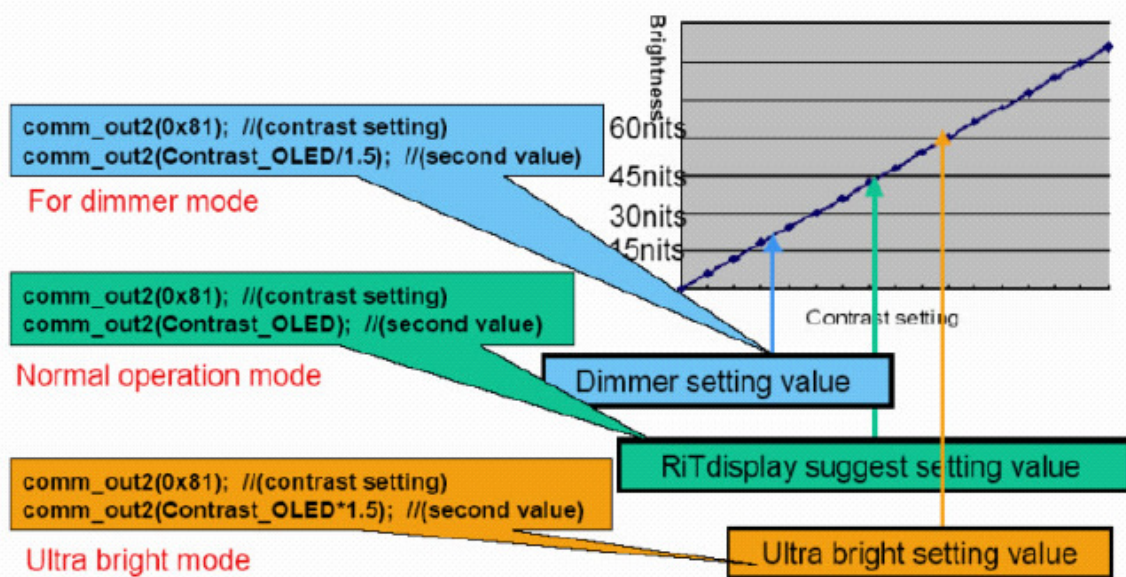 Brightness
60nits
45nits
30nits
15nits
Contrast setting
comm_out2(0x81); //(contrast setting)
comm_out2(Contrast_OLED/1.5); //(second value)
For dimmer mode
comm_out2(0x81); //(contrast setting)
comm_out2(Contrast_OLED); //(second value)
Normal operation mode
Dimmer setting value
RiTdisplay suggest setting value
comm_out2(0x81); //(contrast setting)
comm_out2(Contrast_OLED*1.5); //(second value)
Ultra bright mode
Ultra bright setting value